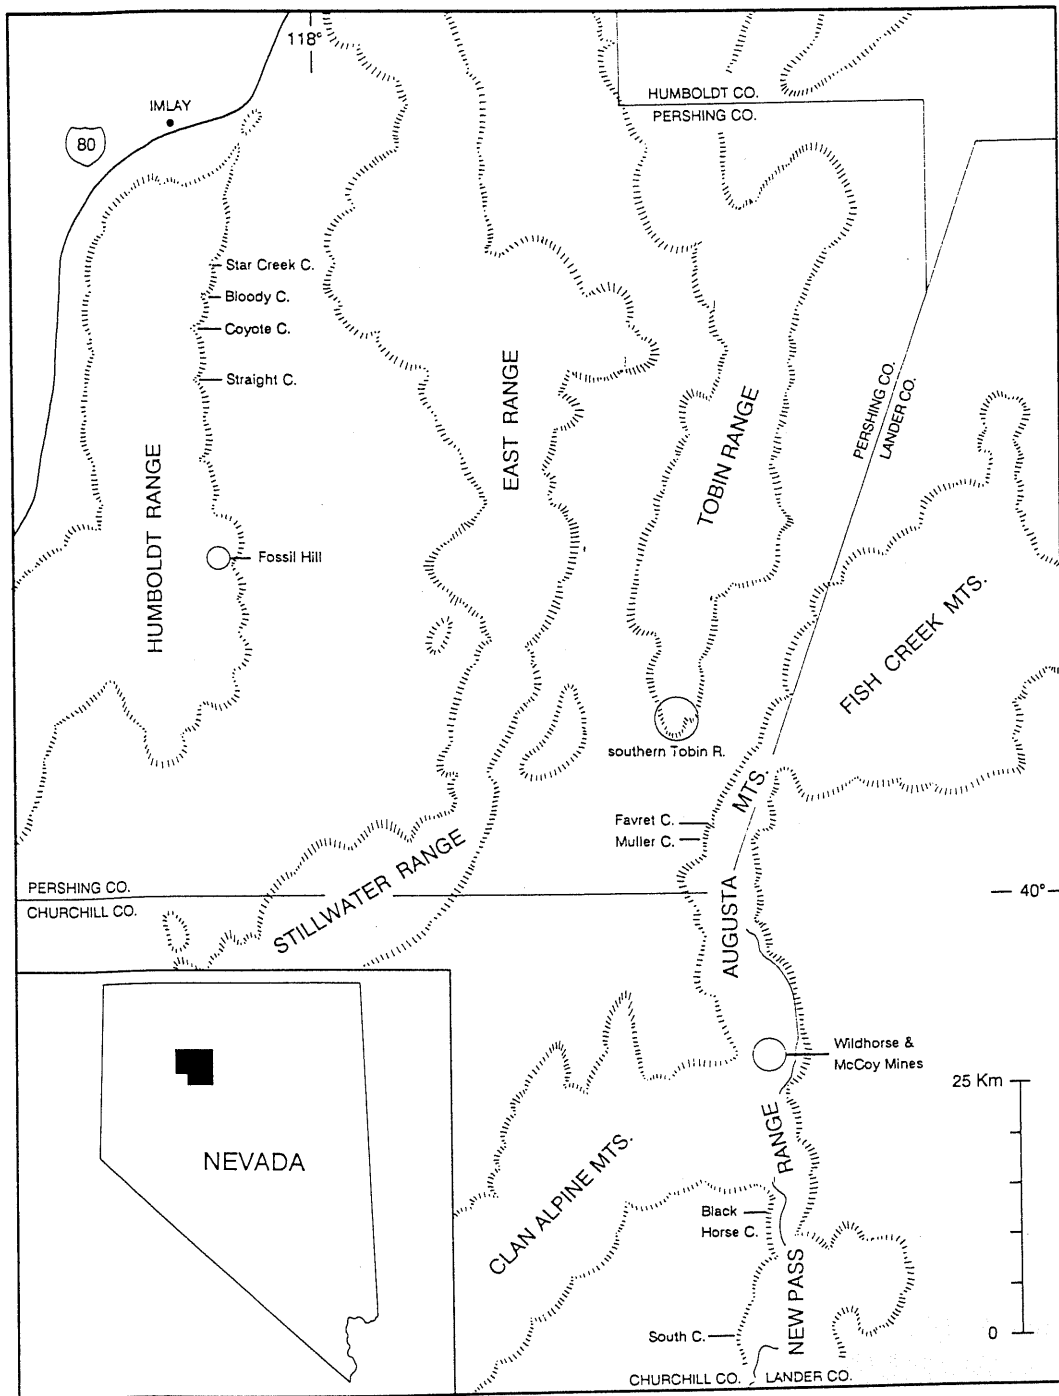 118°
IMLAY
80
HUMBOLDT CO.
PERSHING CO.
Star Creek C.
Bloody C.
Coyote C.
Straight C.
EAST RANGE
TOBIN RANGE
PERSHING CO.
LANDER CO.
HUMBOLDT RANGE
Fossil Hill
FISH CREEK MTS.
southern Tobin R.
MTS.
Favret C.
Muller C.
STILLWATER RANGE
PERSHING CO.
CHURCHILL CO.
AUGUSTA
40°
Wildhorse &
McCoy Mines
25 Km
NEVADA
RANGE
CLAN ALPINE MTS.
Black
Horse C.
NEW PASS
South C.
0
CHURCHILL CO.
LANDER CO.